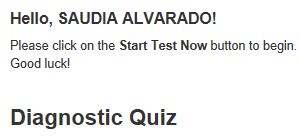 Hello, SAUDIA ALVARADO!
Please click on the Start Test Now button to begin.
Good luck!
Diagnostic Quiz